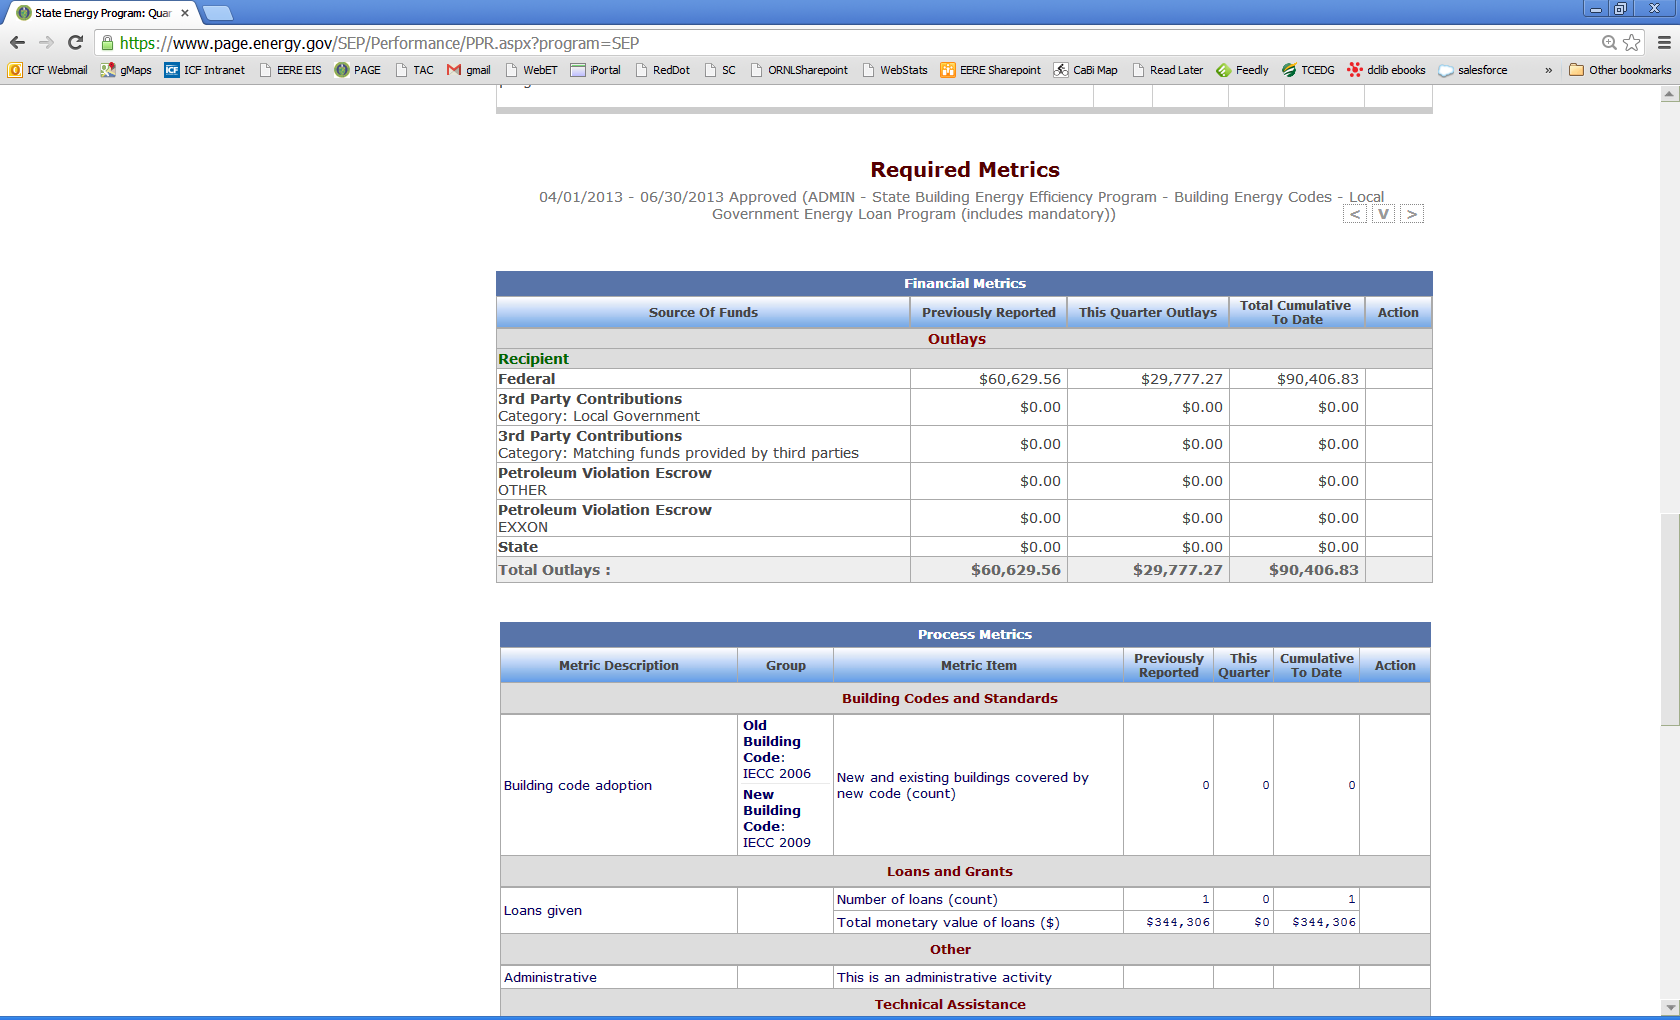 State Energy Program: Quar
https://www.page.energy.gov/SEP/Performance/PPR.aspx?program=SEP
ICF Webmail gMaps ICF Intranet EERE EIS PAGE TAC gmail WebET iPortal RedDot SC ORNLSharepoint WebStats EERE Sharepoint CaBi Map Read Later Feedly TCEDG dclib ebooks salesforce » Other bookmarks
Required Metrics
04/01/2013 - 06/30/2013 Approved (ADMIN - State Building Energy Efficiency Program - Building Energy Codes - Local
Government Energy Loan Program (includes mandatory))
< V >
Financial Metrics
Source Of Funds Previously Reported This Quarter Outlays Total Cumulative To Date Action
Outlays
Recipient
Federal $60,629.56 $29,777.27 $90,406.83
3rd Party Contributions
Category: Local Government $0.00 $0.00 $0.00
3rd Party Contributions
Category: Matching funds provided by third parties $0.00 $0.00 $0.00
Petroleum Violation Escrow
OTHER $0.00 $0.00 $0.00
Petroleum Violation Escrow
EXXON $0.00 $0.00 $0.00
State $0.00 $0.00 $0.00
Total Outlays : $60,629.56 $29,777.27 $90,406.83
Process Metrics
Metric Description Group Metric Item Previously Reported This Quarter Cumulative To Date Action
Building Codes and Standards
Building code adoption
Old
Building
Code:
IECC 2006
New
Building
Code:
IECC 2009
New and existing buildings covered by
new code (count)
0 0 0
Loans and Grants
Loans given
Number of loans (count) 1 0 1
Total monetary value of loans ($) $344,306 $0 $344,306
Other
Administrative This is an administrative activity
Technical Assistance